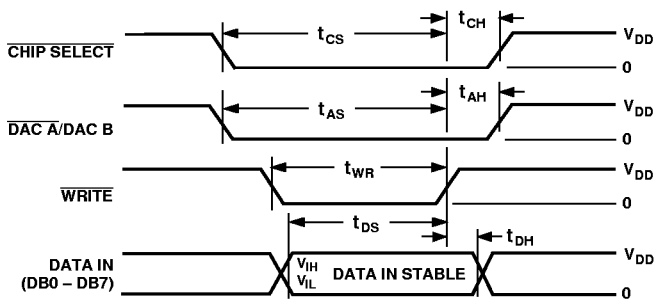 tCS
tCH
VDD
CHIP SELECT
0
tAS
tAH
VDD
DAC A/DAC B
0
tWR
VDD
WRITE
0
tDS
tDH
VDD
DATA IN
(DB0 – DB7)
VIH
VIL
DATA IN STABLE
0